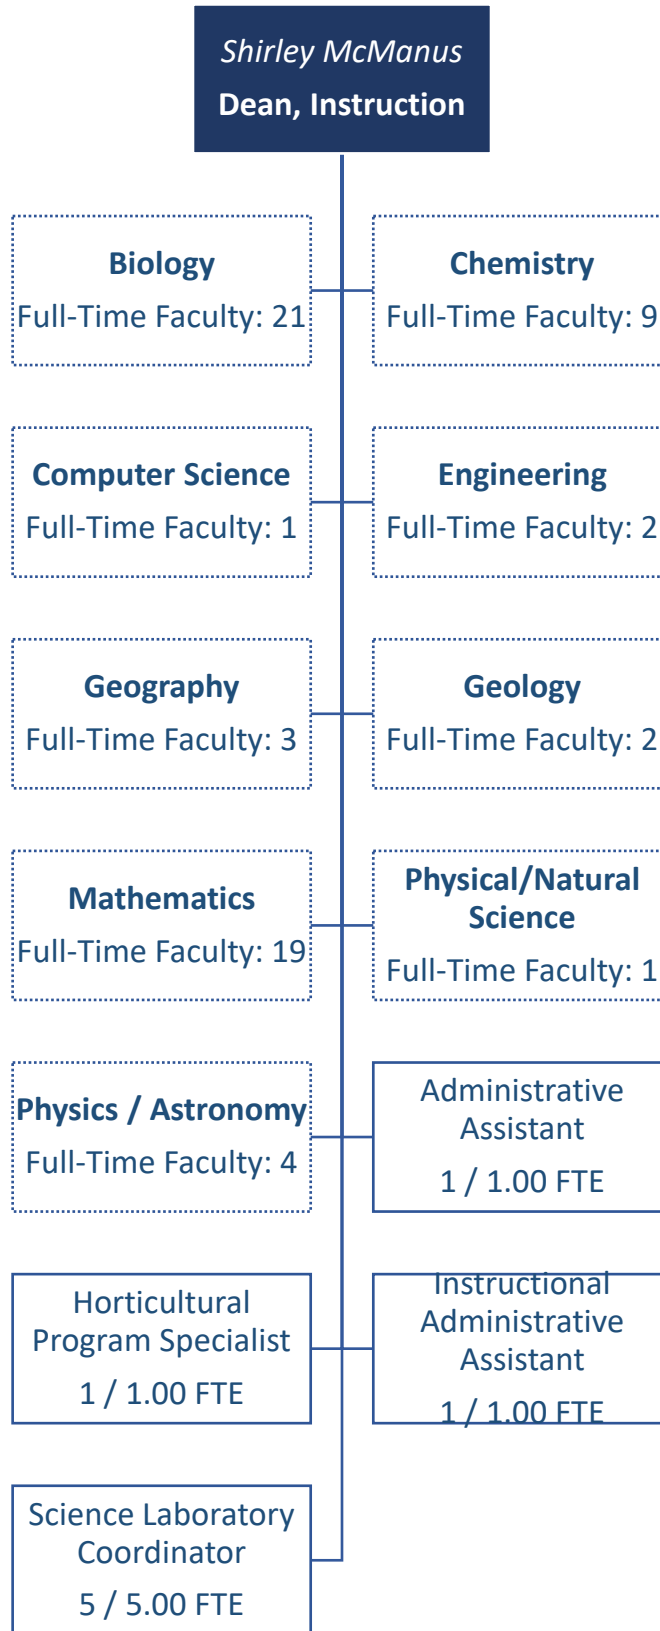 Shirley McManus
Dean, Instruction
Biology
Full-Time Faculty: 21
Chemistry
Full-Time Faculty: 9
Computer Science
Full-Time Faculty: 1
Engineering
Full-Time Faculty: 2
Geography
Full-Time Faculty: 3
Geology
Full-Time Faculty: 2
Mathematics
Full-Time Faculty: 19
Physical/Natural
Science
Full-Time Faculty: 1
Physics / Astronomy
Full-Time Faculty: 4
Administrative
Assistant
1 / 1.00 FTE
Horticultural
Program Specialist
1 / 1.00 FTE
Instructional
Administrative
Assistant
1 / 1.00 FTE
Science Laboratory
Coordinator
5 / 5.00 FTE